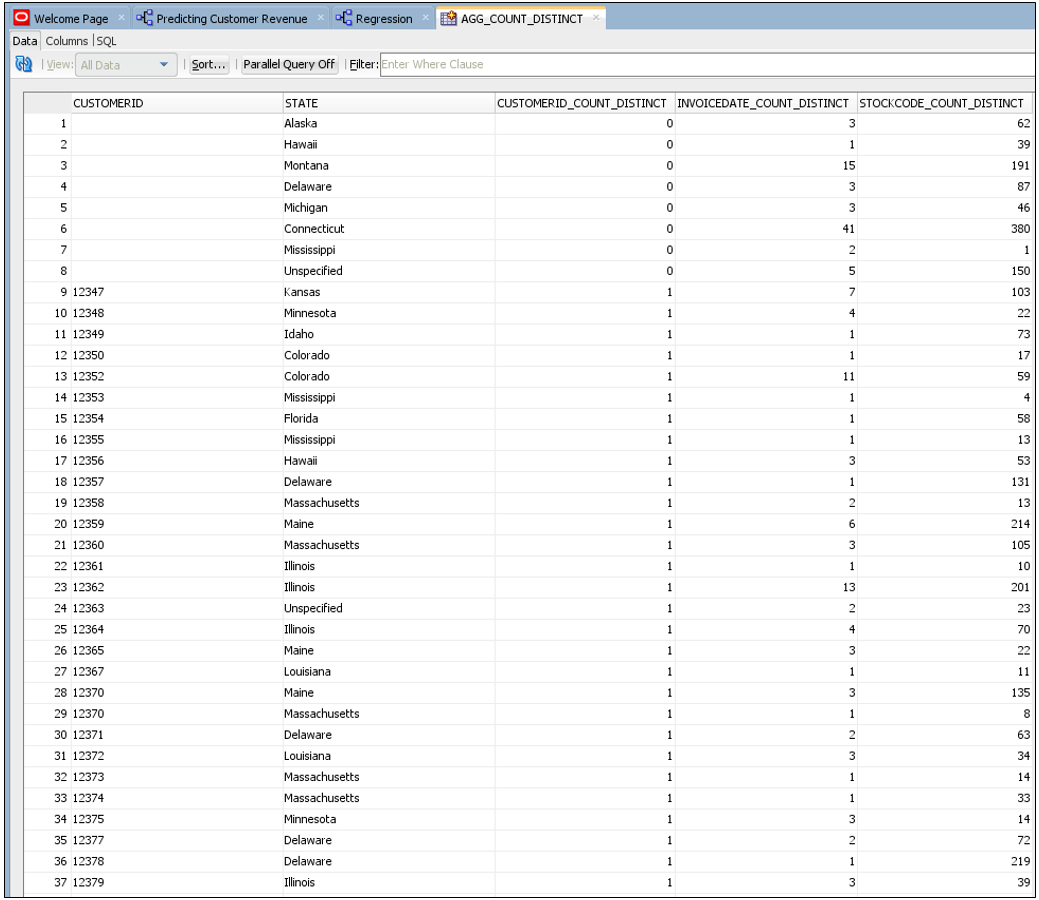 Welcome Page × Predicting Customer Revenue × Regression × AGG_COUNT_DISTINCT ×
Data Columns | SQL
View: All Data Sort... Parallel Query Off Filter: Enter Where Clause
CUSTOMERID STATE CUSTOMERID_COUNT_DISTINCT INVOICEDATE_COUNT_DISTINCT STOCKCODE_COUNT_DISTINCT
1 Alaska 0 3 62
2 Hawaii 0 1 39
3 Montana 0 15 191
4 Delaware 0 3 87
5 Michigan 0 3 46
6 Connecticut 0 41 380
7 Mississippi 0 2 1
8 Unspecified 0 5 150
9 12347 Kansas 1 7 103
10 12348 Minnesota 1 4 22
11 12349 Idaho 1 1 73
12 12350 Colorado 1 1 17
13 12352 Colorado 1 11 59
14 12353 Mississippi 1 1 4
15 12354 Florida 1 1 58
16 12355 Mississippi 1 1 13
17 12356 Hawaii 1 3 53
18 12357 Delaware 1 1 131
19 12358 Massachusetts 1 2 13
20 12359 Maine 1 6 214
21 12360 Massachusetts 1 3 105
22 12361 Illinois 1 1 10
23 12362 Illinois 1 13 201
24 12363 Unspecified 1 2 23
25 12364 Illinois 1 4 70
26 12365 Maine 1 3 22
27 12367 Louisiana 1 1 11
28 12370 Maine 1 3 135
29 12370 Massachusetts 1 1 8
30 12371 Delaware 1 2 63
31 12372 Louisiana 1 3 34
32 12373 Massachusetts 1 1 14
33 12374 Massachusetts 1 1 33
34 12375 Minnesota 1 3 14
35 12377 Delaware 1 2 72
36 12378 Delaware 1 1 219
37 12379 Illinois 1 3 39